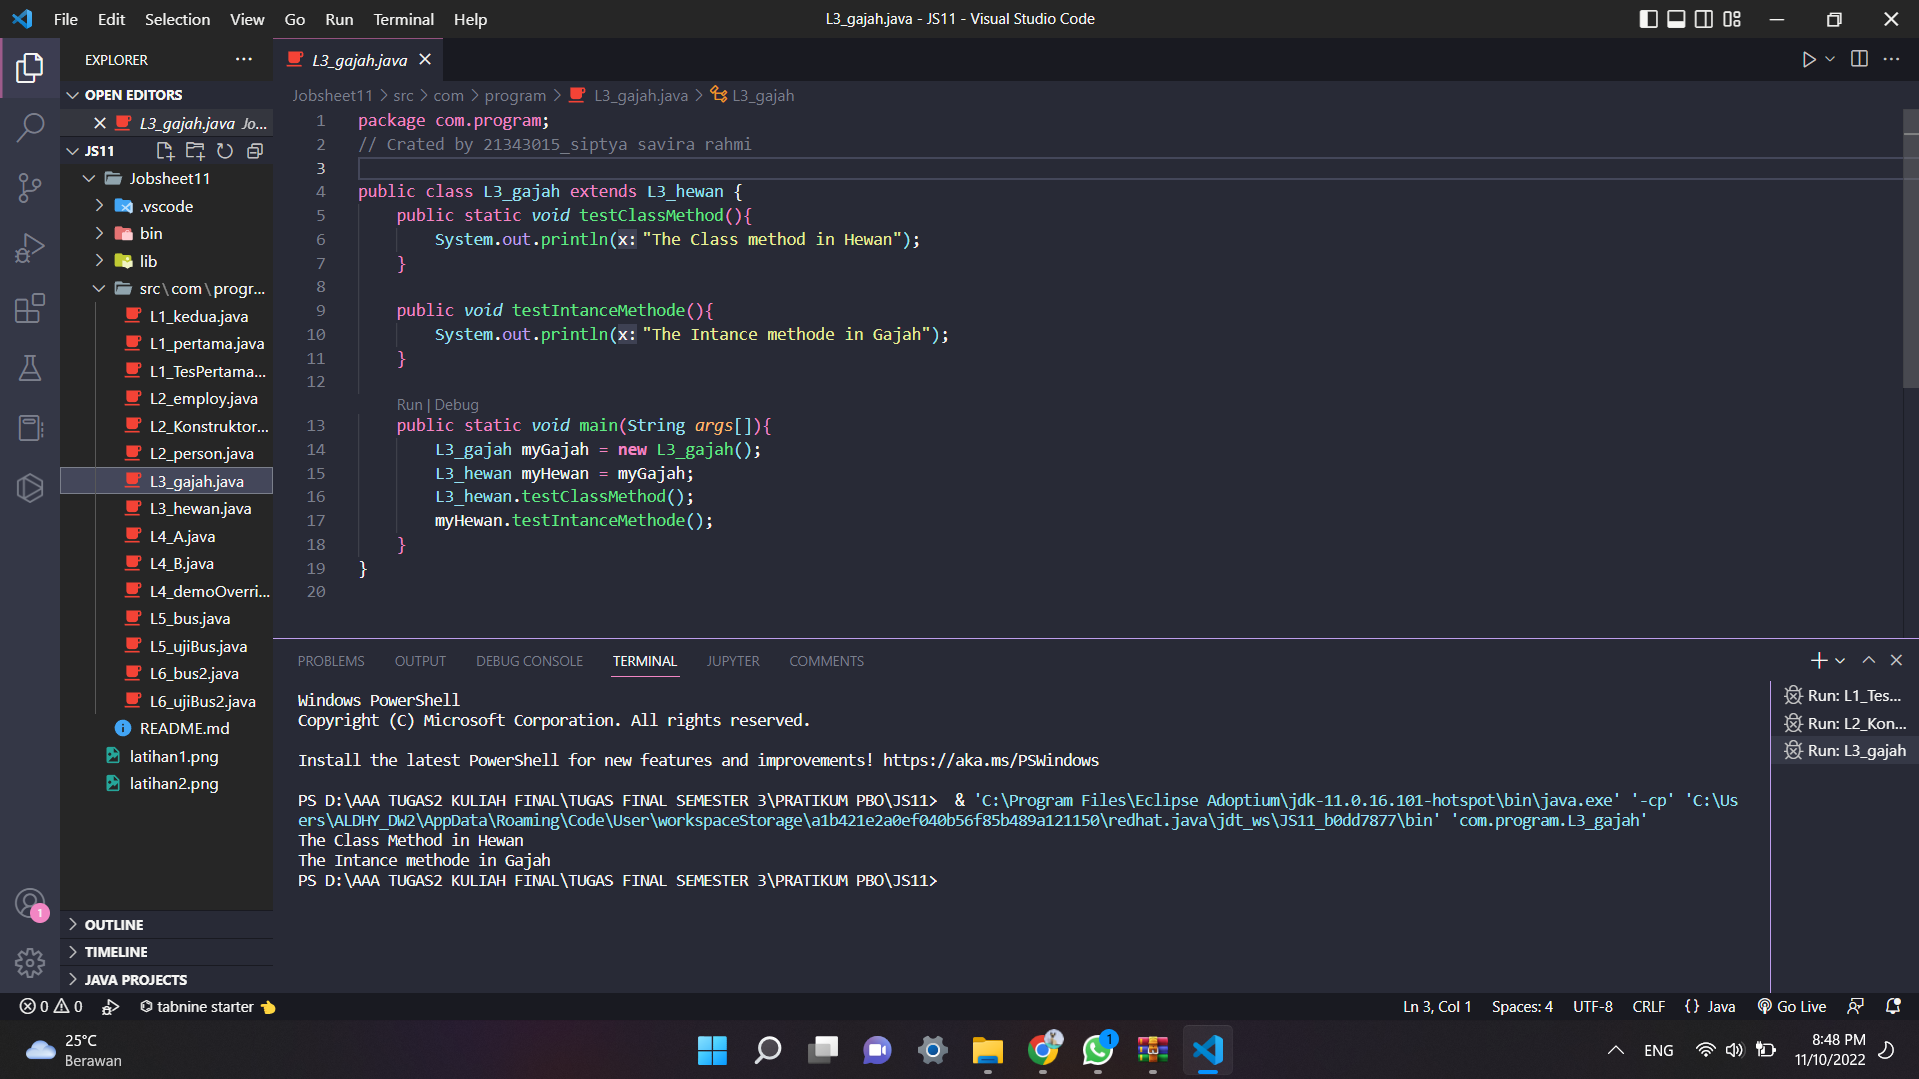 File Edit Selection View Go Run Terminal Help
L3_gajah.java - JS11 - Visual Studio Code
EXPLORER
OPEN EDITORS
L3_gajah.java Jo...
JS11
Jobsheet11
.vscode
bin
lib
src\com\progr...
L1_kedua.java
L1_pertama.java
L1_TesPertama...
L2_employ.java
L2_Konstruktor...
L2_person.java
L3_gajah.java
L3_hewan.java
L4_A.java
L4_B.java
L4_demoOverri...
L5_bus.java
L5_ujiBus.java
L6_bus2.java
L6_ujiBus2.java
README.md
latihan1.png
latihan2.png
OUTLINE
TIMELINE
JAVA PROJECTS
L3_gajah.java
Jobsheet11 > src > com > program > L3_gajah.java > L3_gajah
1 package com.program;
2 // Crated by 21343015_siptya savira rahmi
3
4 public class L3_gajah extends L3_hewan {
5 public static void testClassMethod(){
6 System.out.println(x: "The Class method in Hewan");
7 }
8
9 public void testIntanceMethode(){
10 System.out.println(x: "The Intance methode in Gajah");
11 }
12
Run | Debug
13 public static void main(String args[]){
14 L3_gajah myGajah = new L3_gajah();
15 L3_hewan myHewan = myGajah;
16 L3_hewan.testClassMethod();
17 myHewan.testIntanceMethode();
18 }
19 }
20
PROBLEMS OUTPUT DEBUG CONSOLE TERMINAL JUPYTER COMMENTS
Windows PowerShell
Copyright (C) Microsoft Corporation. All rights reserved.
Install the latest PowerShell for new features and improvements! https://aka.ms/PSWindows
PS D:\AAA TUGAS2 KULIAH FINAL\TUGAS FINAL SEMESTER 3\PRATIKUM PBO\JS11>  & 'C:\Program Files\Eclipse Adoptium\jdk-11.0.16.101-hotspot\bin\java.exe' '-cp' 'C:\Us
ers\ALDHY_DW2\AppData\Roaming\Code\User\workspaceStorage\a1b421e2a0ef040b56f85b489a121150\redhat.java\jdt_ws\JS11_b0dd7877\bin' 'com.program.L3_gajah'
The Class Method in Hewan
The Intance methode in Gajah
PS D:\AAA TUGAS2 KULIAH FINAL\TUGAS FINAL SEMESTER 3\PRATIKUM PBO\JS11>
Run: L1_Tes...
Run: L2_Kon...
Run: L3_gajah
1
0 0 tabnine starter
Ln 3, Col 1 Spaces: 4 UTF-8 CRLF {} Java Go Live
25°C
Berawan
1
ENG
8:48 PM
11/10/2022